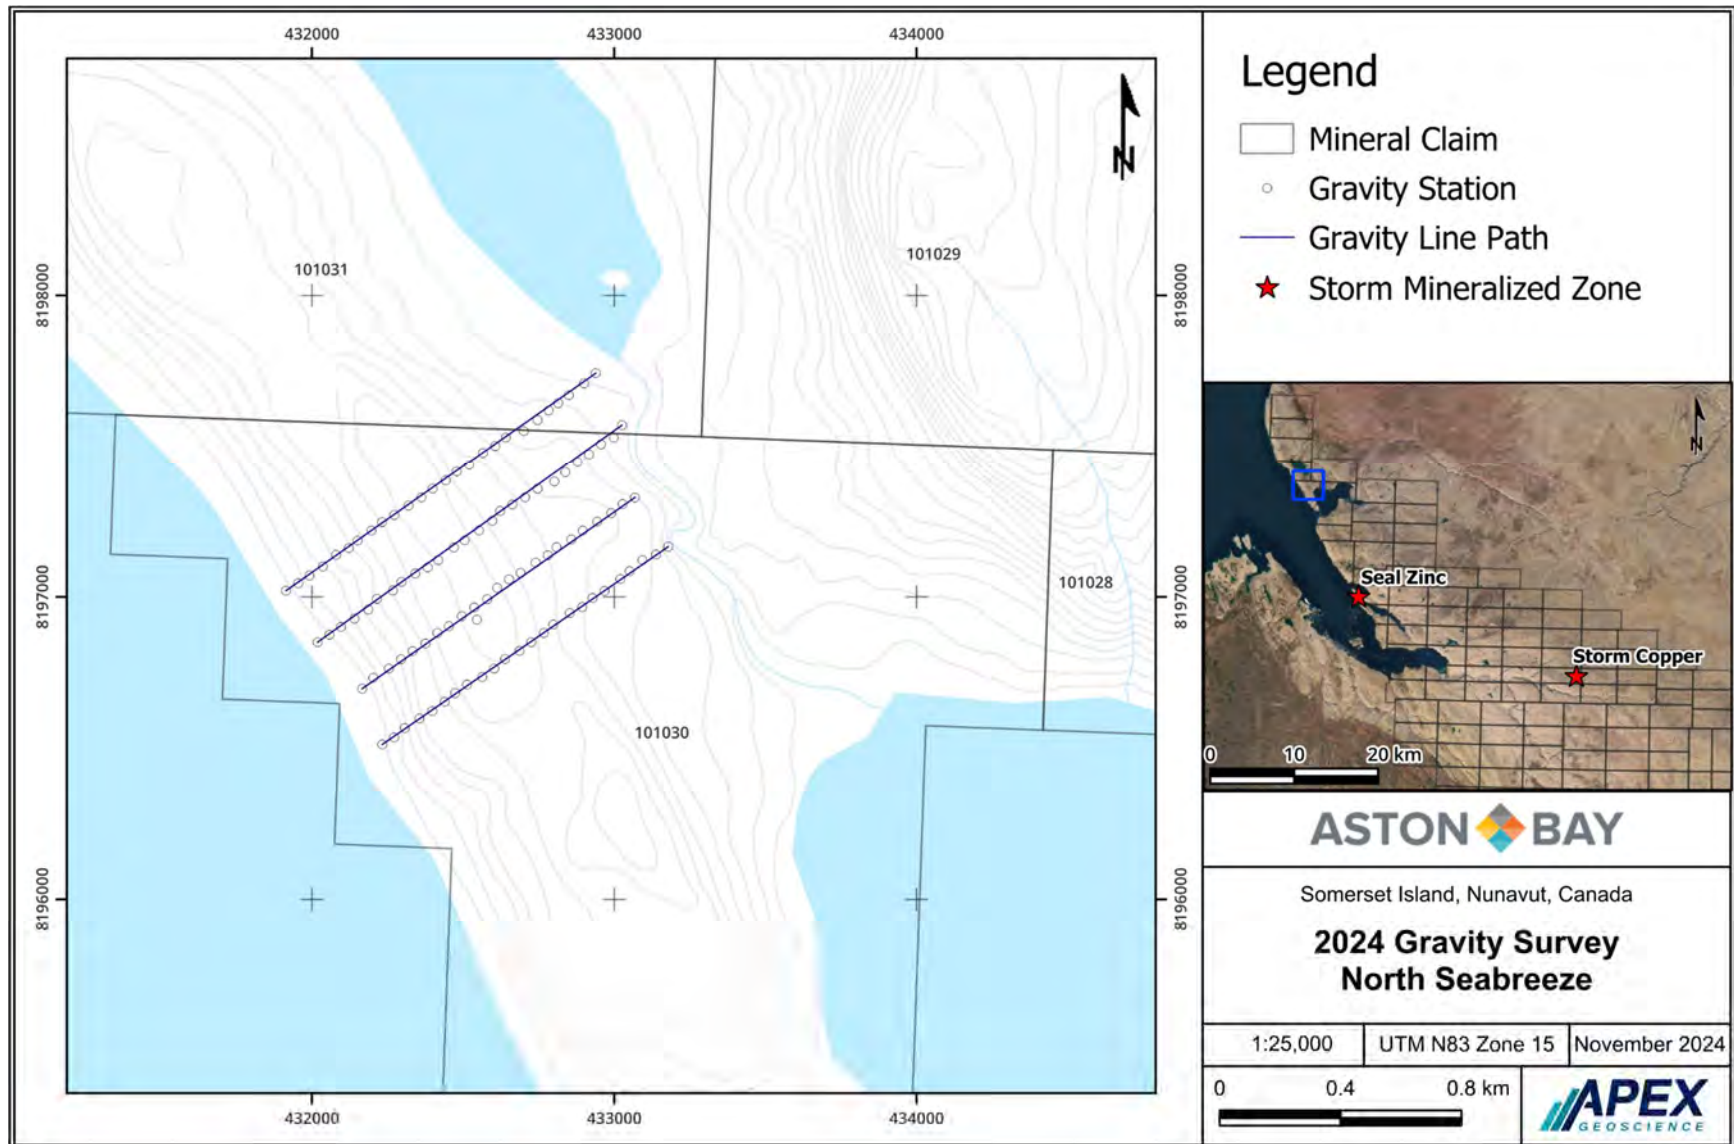 432000
433000
434000
8198000
8198000
N
101031
101029
8197000
8197000
101028
101030
8196000
8196000
432000
433000
434000
Legend
Mineral Claim
Gravity Station
Gravity Line Path
Storm Mineralized Zone
N
Seal Zinc
Storm Copper
0 10 20 km
ASTON BAY
Somerset Island, Nunavut, Canada
2024 Gravity Survey
North Seabreeze
1:25,000 UTM N83 Zone 15 November 2024
0 0.4 0.8 km
APEX
GEOSCIENCE